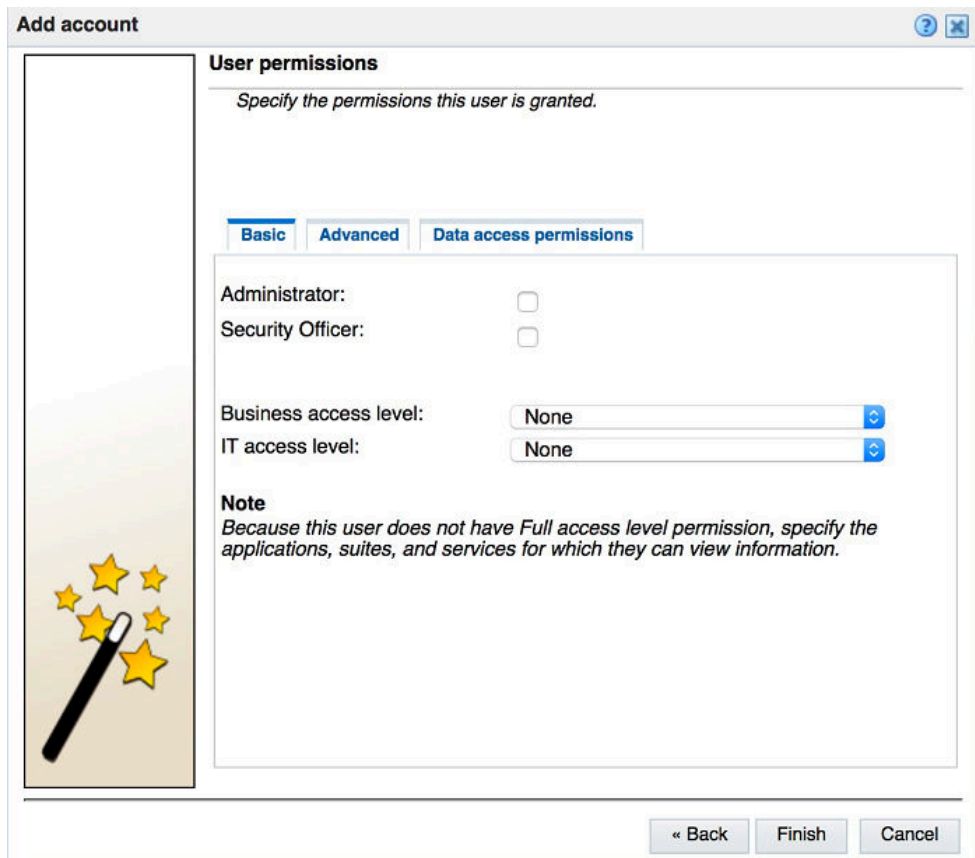 Add account
?
User permissions
Specify the permissions this user is granted.
Basic Advanced Data access permissions
Administrator:
Security Officer:
Business access level: None
IT access level: None
Note
Because this user does not have Full access level permission, specify the
applications, suites, and services for which they can view information.
« Back Finish Cancel